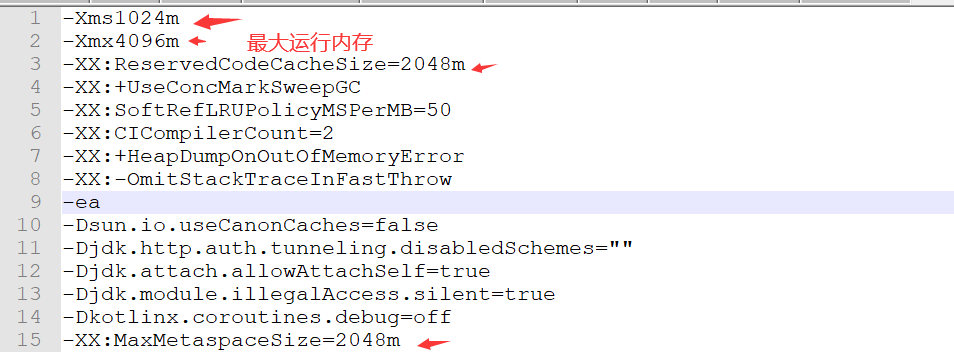 1 -Xms1024m
2 -Xmx4096m 最大运行内存
3 -XX:ReservedCodeCacheSize=2048m
4 -XX:+UseConcMarkSweepGC
5 -XX:SoftRefLRUPolicyMSPerMB=50
6 -XX:CICompilerCount=2
7 -XX:+HeapDumpOnOutOfMemoryError
8 -XX:-OmitStackTraceInFastThrow
9 -ea
10 -Dsun.io.useCanonCaches=false
11 -Djdk.http.auth.tunneling.disabledSchemes=""
12 -Djdk.attach.allowAttachSelf=true
13 -Djdk.module.illegalAccess.silent=true
14 -Dkotlinx.coroutines.debug=off
15 -XX:MaxMetaspaceSize=2048m